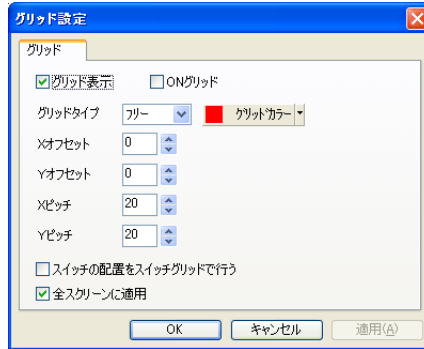 グリッド設定
グリッド
グリッド表示 ONグリッド
グリッドタイプ フリー グリッドカラー
Xオフセット 0
Yオフセット 0
Xピッチ 20
Yピッチ 20
スイッチの配置をスイッチグリッドで行う
全スクリーンに適用
OK キャンセル 適用(A)